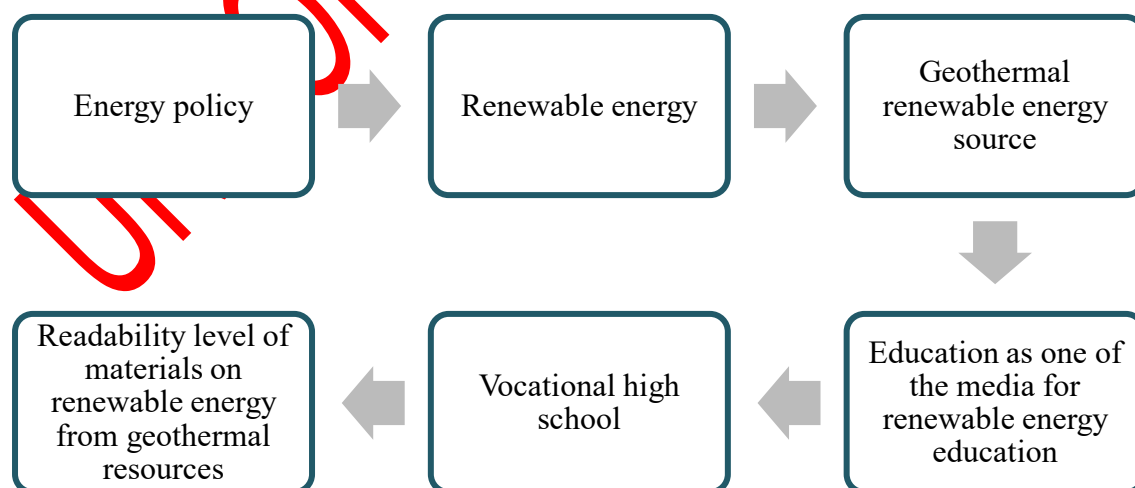 Energy policy
Renewable energy
Geothermal
renewable energy
source
Education as one of
the media for
renewable energy
education
Vocational high
school
Readability level of
materials on
renewable energy
from geothermal
resources